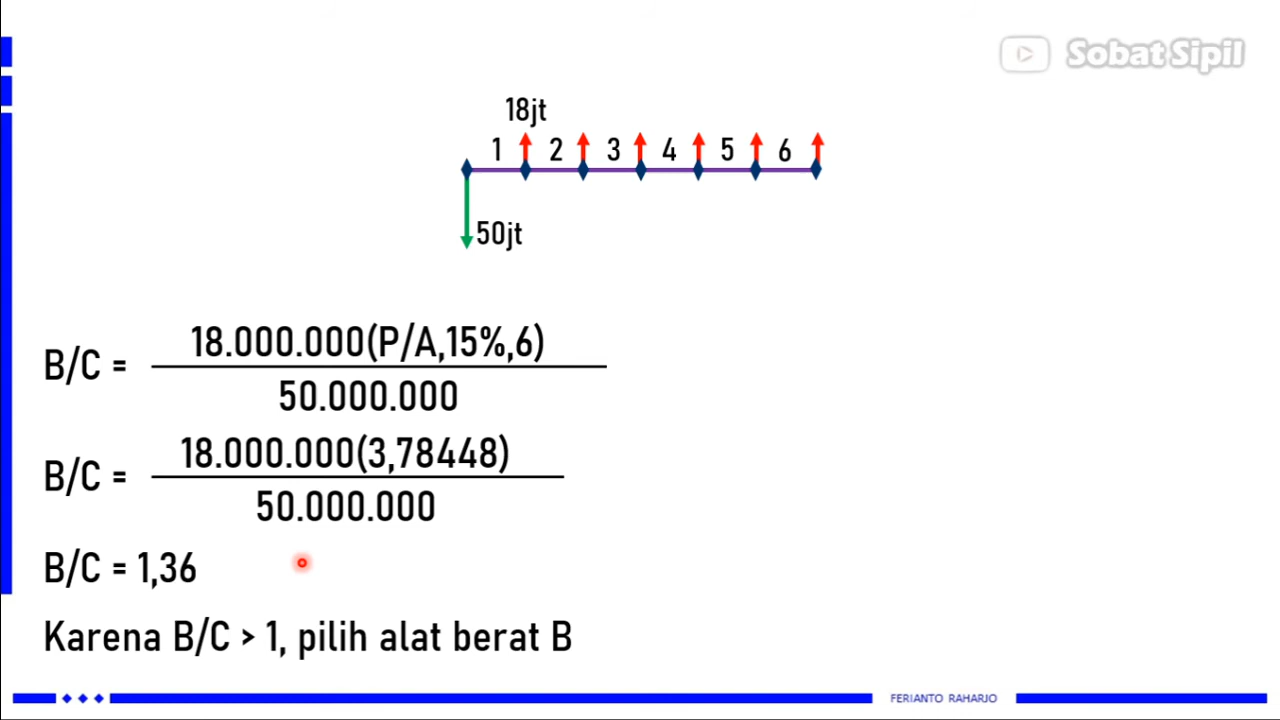 Sobat Sipil
18jt
1 2 3 4 5 6
50jt
B/C = 18.000.000(P/A,15%,6)
50.000.000
B/C = 18.000.000(3,78448)
50.000.000
B/C = 1,36
Karena B/C > 1, pilih alat berat B
FERIANTO RAHARJO